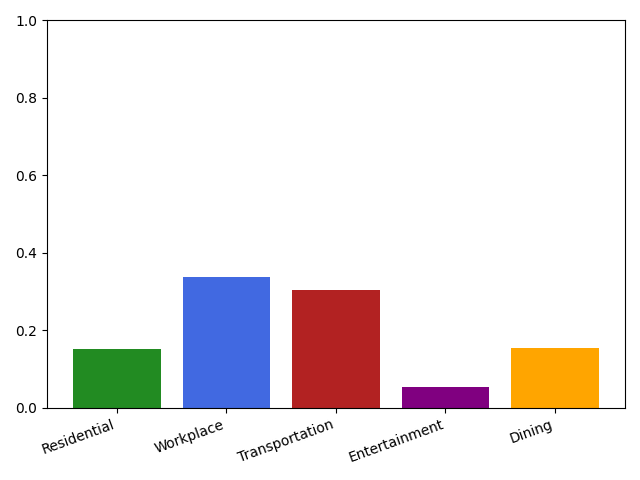 1.0
0.8
0.6
0.4
0.2
0.0
Residential
Workplace
Transportation
Entertainment
Dining